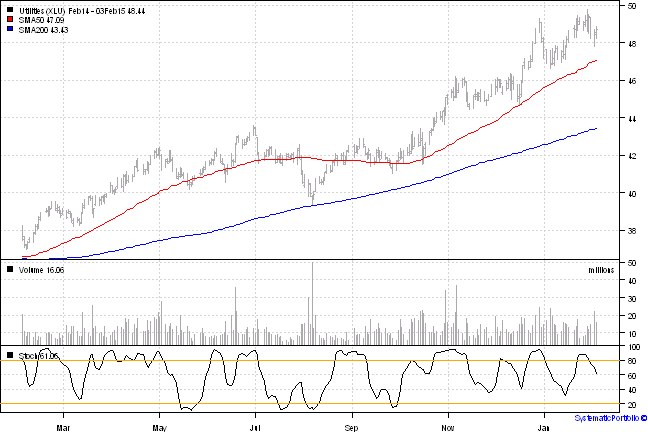 Utilities (XLU) Feb14 - 03Feb15 48.44
SMA50 47.09
SMA200 43.43
50
48
46
44
42
40
38
Volume 16.06
millions
50
40
30
20
10
Stoch 61.06
100
80
60
40
20
Mar May Jul Sep Nov Jan
SystematicPortfolio ©